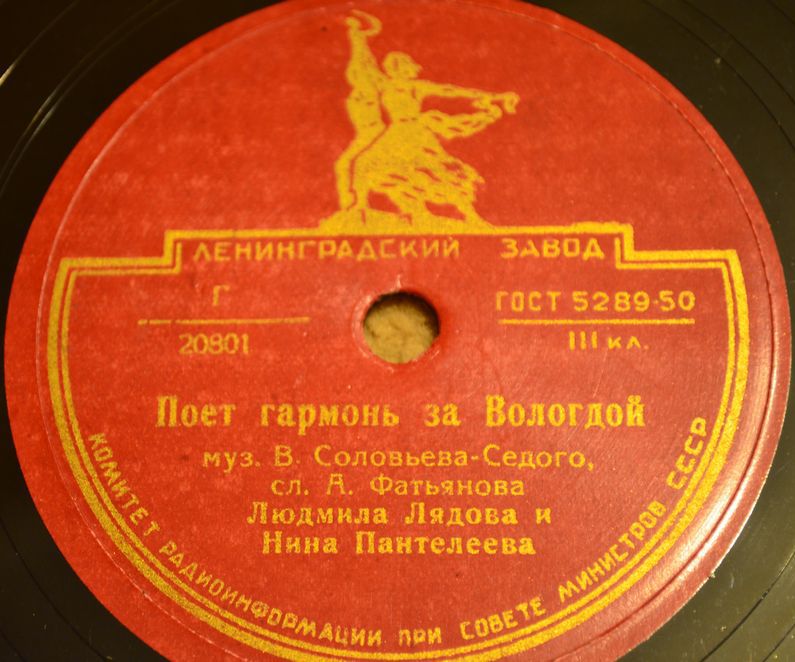 ЛЕНИНГРАДСКИЙ ЗАВОД
Г
20801
ГОСТ 5289-50
III кл.
Поет гармонь за Вологдой
муз. В. Соловьева-Седого,
сл. А. Фатьянова
Людмила Лядова и
Нина Пантелеева
КОМИТЕТ РАДИОИНФОРМАЦИИ ПРИ СОВЕТЕ МИНИСТРОВ СССР